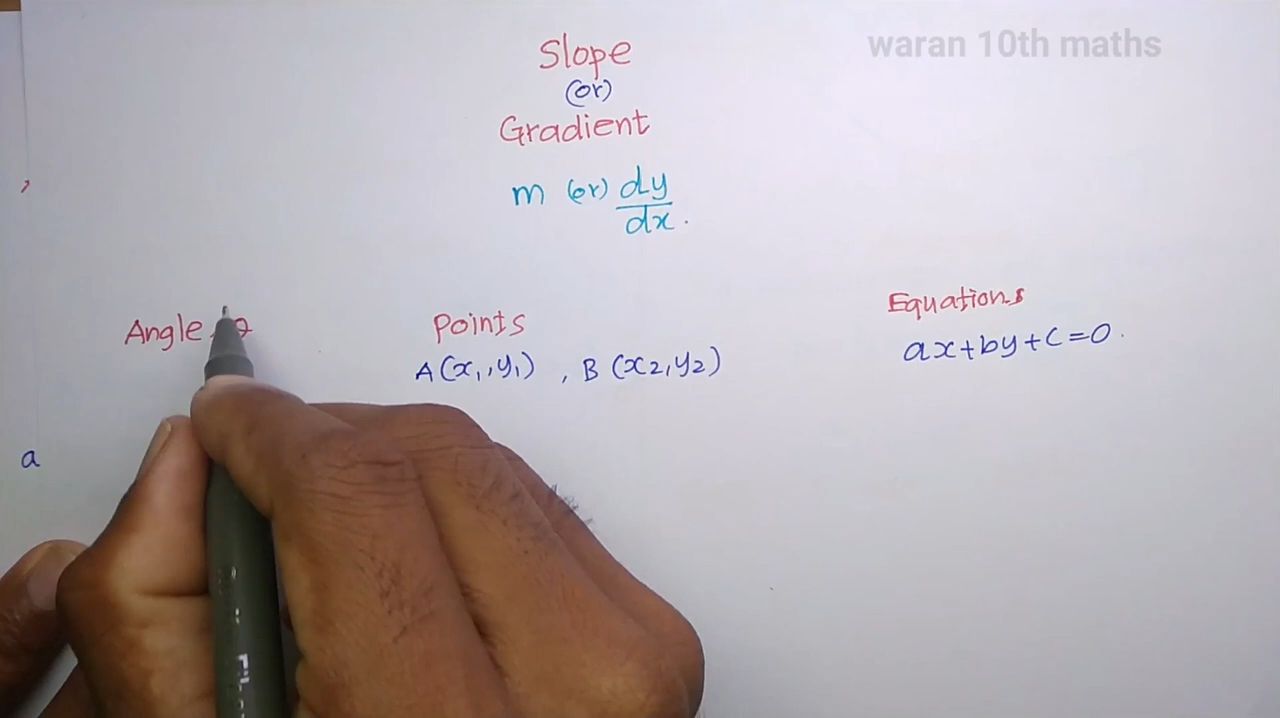 waran 10th maths
Slope
(or)
Gradient
m (or) dy
dx.
,
Angle
Points
Equations
A(x₁,y₁) , B (x2,y2)
ax+by+c=0.
a